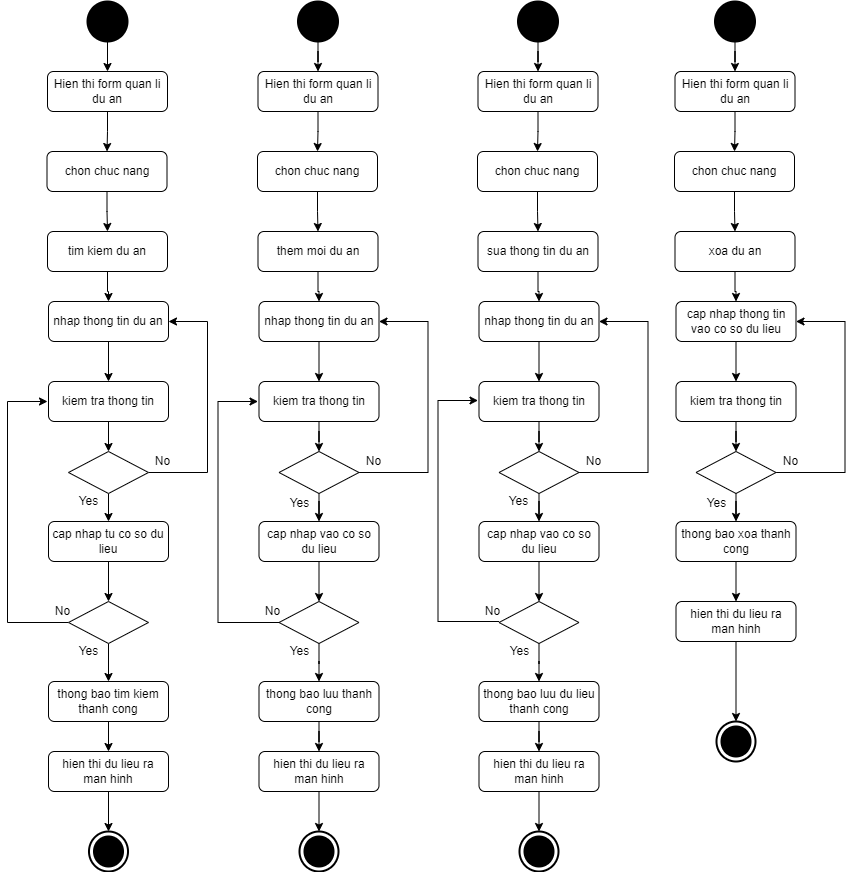 Hien thi form quan li
du an
chon chuc nang
tim kiem du an
nhap thong tin du an
kiem tra thong tin
No
Yes
cap nhap tu co so du
lieu
No
Yes
thong bao tim kiem
thanh cong
hien thi du lieu ra
man hinh
Hien thi form quan li
du an
chon chuc nang
them moi du an
nhap thong tin du an
kiem tra thong tin
No
Yes
cap nhap vao co so
du lieu
No
Yes
thong bao luu thanh
cong
hien thi du lieu ra
man hinh
Hien thi form quan li
du an
chon chuc nang
sua thong tin du an
nhap thong tin du an
kiem tra thong tin
No
Yes
cap nhap vao co so
du lieu
No
Yes
thong bao luu du lieu
thanh cong
hien thi du lieu ra
man hinh
Hien thi form quan li
du an
chon chuc nang
xoa du an
cap nhap thong tin
vao co so du lieu
kiem tra thong tin
No
Yes
thong bao xoa thanh
cong
hien thi du lieu ra
man hinh